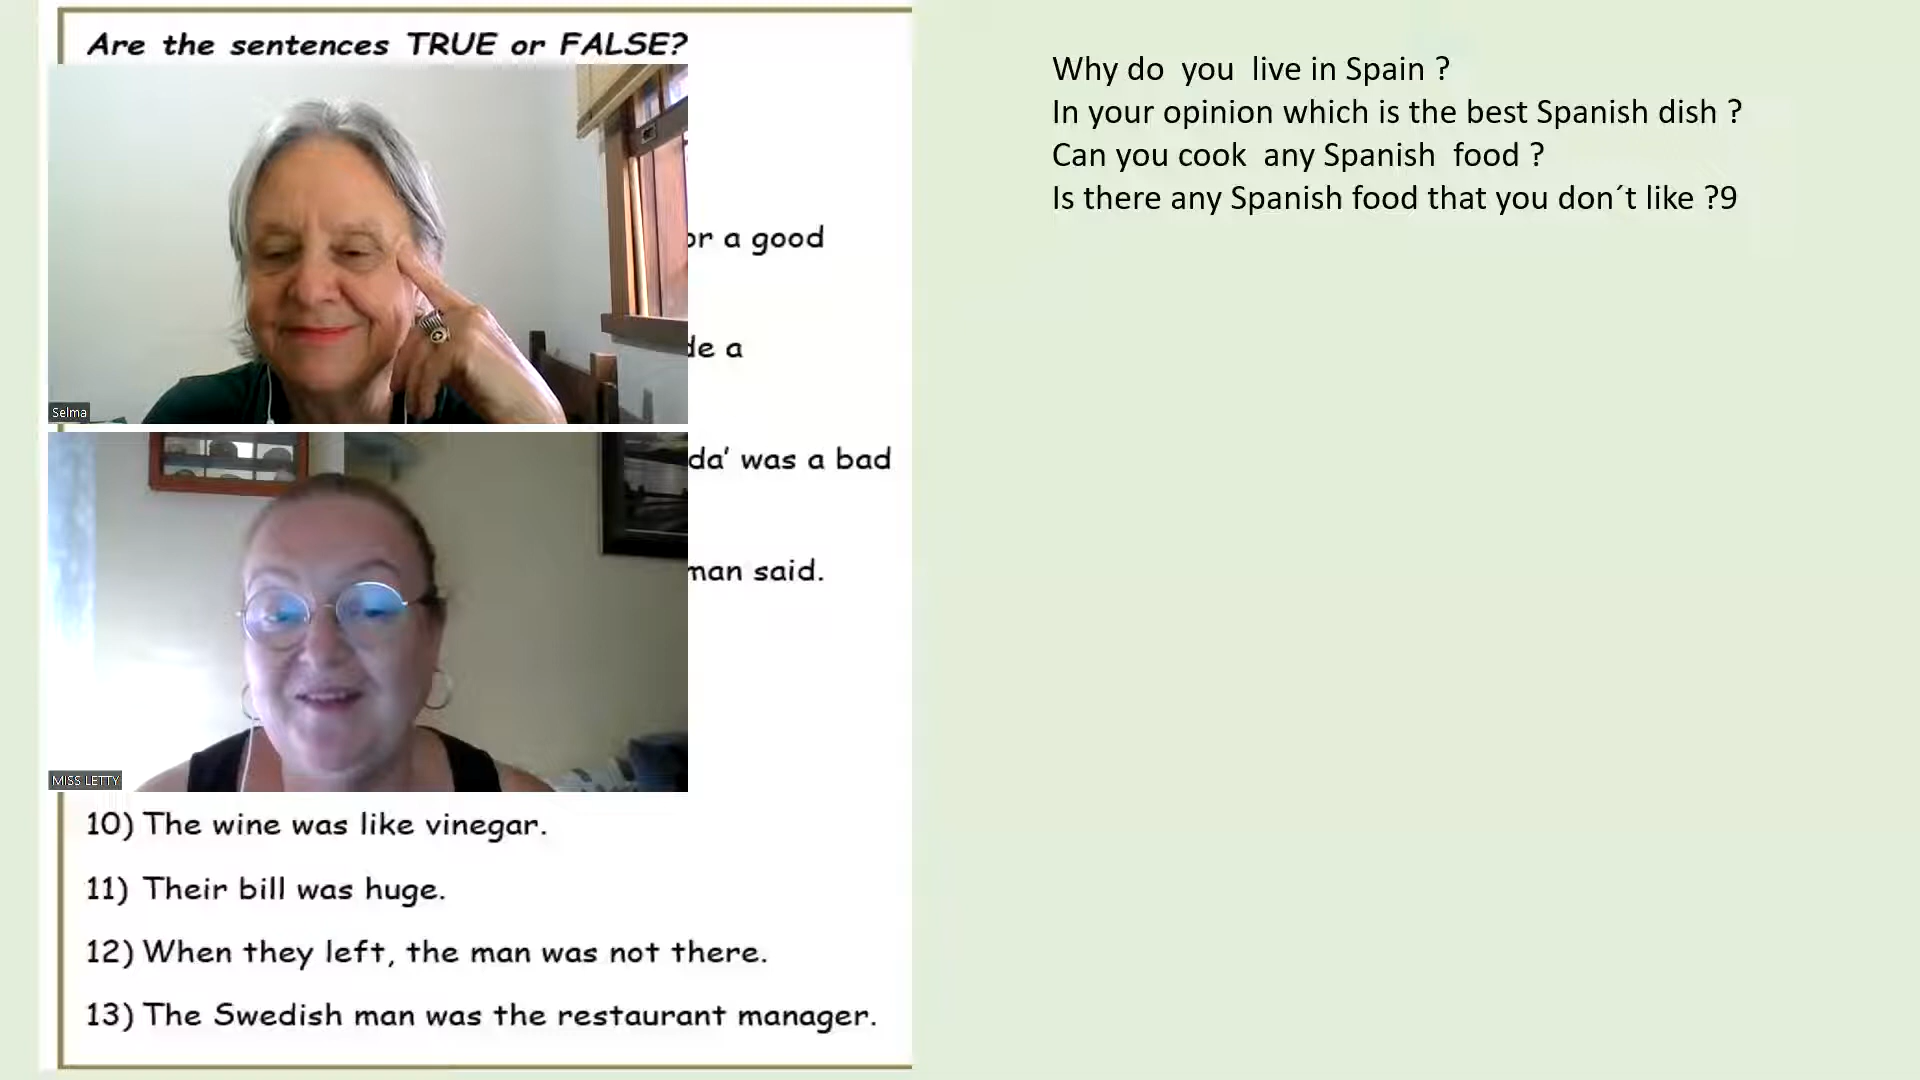 Are the sentences TRUE or FALSE?
or a good
de a
da' was a bad
man said.
Selma
MISS LETTY
10) The wine was like vinegar.
11) Their bill was huge.
12) When they left, the man was not there.
13) The Swedish man was the restaurant manager.
Why do  you  live in Spain ?
In your opinion which is the best Spanish dish ?
Can you cook  any Spanish  food ?
Is there any Spanish food that you don´t like ?9